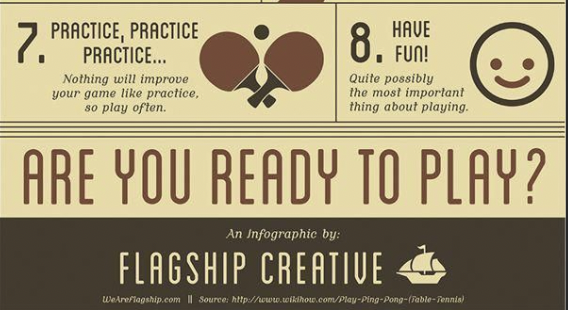 7. PRACTICE, PRACTICE
PRACTICE...
Nothing will improve
your game like practice,
so play often.
8. HAVE
FUN!
Quite possibly
the most important
thing about playing.
ARE YOU READY TO PLAY?
An Infographic by:
FLAGSHIP CREATIVE
WeAreFlagship.com || Source: http://www.wikihow.com/Play-Ping-Pong-(Table-Tennis)